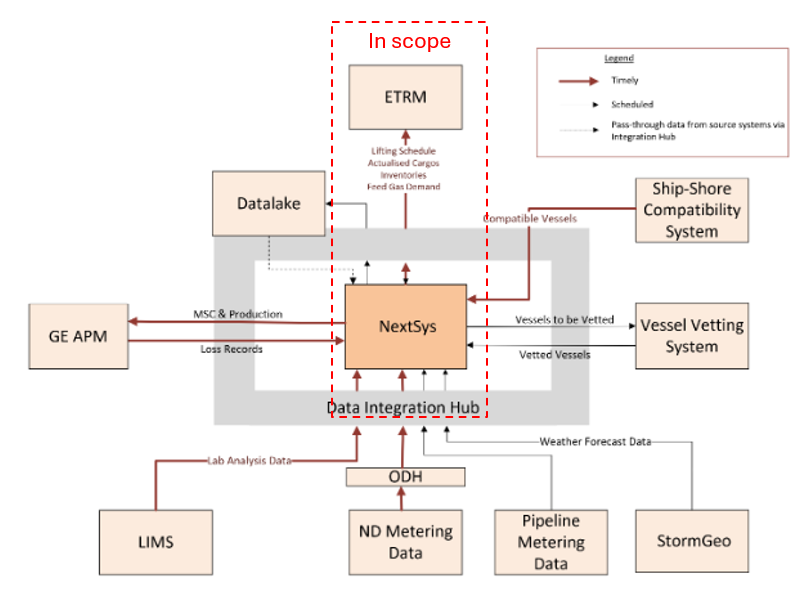 In scope
Legend
Timely
Scheduled
Pass-through data from source systems via
Integration Hub
ETRM
Lifting Schedule
Actualised Cargos
Inventories
Feed Gas Demand
Datalake
Ship-Shore
Compatibility
System
Compatible Vessels
GE APM
MSC & Production
Loss Records
NextSys
Vessels to be Vetted
Vetted Vessels
Vessel Vetting
System
Data Integration Hub
Weather Forecast Data
Lab Analysis Data
ODH
LIMS
ND Metering
Data
Pipeline
Metering
Data
StormGeo